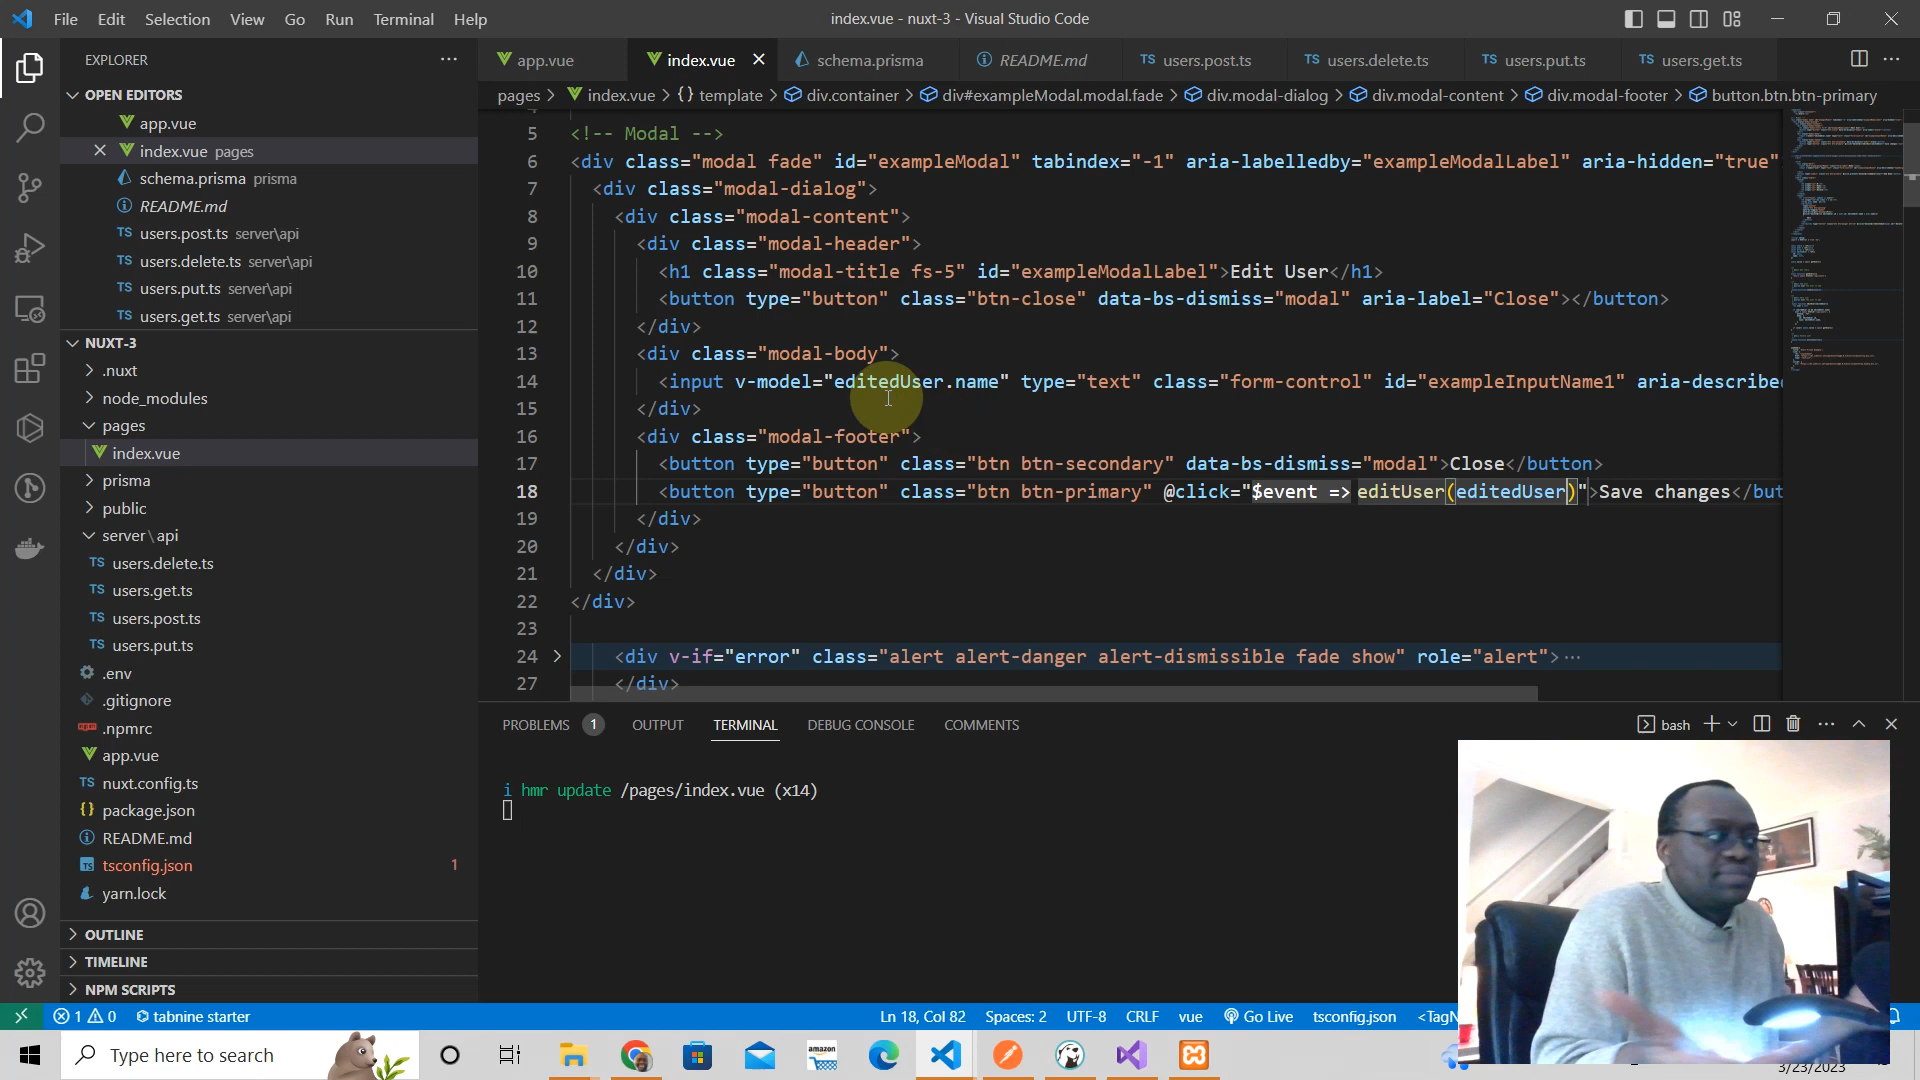 File Edit Selection View Go Run Terminal Help
index.vue - nuxt-3 - Visual Studio Code
EXPLORER
OPEN EDITORS
app.vue
index.vue pages
schema.prisma prisma
README.md
users.post.ts server\api
users.delete.ts server\api
users.put.ts server\api
users.get.ts server\api
NUXT-3
.nuxt
node_modules
pages
index.vue
prisma
public
server\api
users.delete.ts
users.get.ts
users.post.ts
users.put.ts
.env
.gitignore
.npmrc
app.vue
nuxt.config.ts
package.json
README.md
tsconfig.json 1
yarn.lock
OUTLINE
TIMELINE
NPM SCRIPTS
app.vue index.vue schema.prisma README.md TS users.post.ts TS users.delete.ts TS users.put.ts TS users.get.ts
pages > index.vue > {} template > div.container > div#exampleModal.modal.fade > div.modal-dialog > div.modal-content > div.modal-footer > button.btn.btn-primary
5 <!-- Modal -->
6 <div class="modal fade" id="exampleModal" tabindex="-1" aria-labelledby="exampleModalLabel" aria-hidden="true"
7 <div class="modal-dialog">
8 <div class="modal-content">
9 <div class="modal-header">
10 <h1 class="modal-title fs-5" id="exampleModalLabel">Edit User</h1>
11 <button type="button" class="btn-close" data-bs-dismiss="modal" aria-label="Close"></button>
12 </div>
13 <div class="modal-body">
14 <input v-model="editedUser.name" type="text" class="form-control" id="exampleInputName1" aria-describe
15 </div>
16 <div class="modal-footer">
17 <button type="button" class="btn btn-secondary" data-bs-dismiss="modal">Close</button>
18 <button type="button" class="btn btn-primary" @click="$event => editUser(editedUser)">Save changes</but
19 </div>
20 </div>
21 </div>
22 </div>
23
24 <div v-if="error" class="alert alert-danger alert-dismissible fade show" role="alert">···
27 </div>
PROBLEMS 1 OUTPUT TERMINAL DEBUG CONSOLE COMMENTS
bash
i hmr update /pages/index.vue (x14)
1 0 tabnine starter Ln 18, Col 82 Spaces: 2 UTF-8 CRLF vue Go Live tsconfig.json <TagN
Type here to search
amazon
3/23/2023